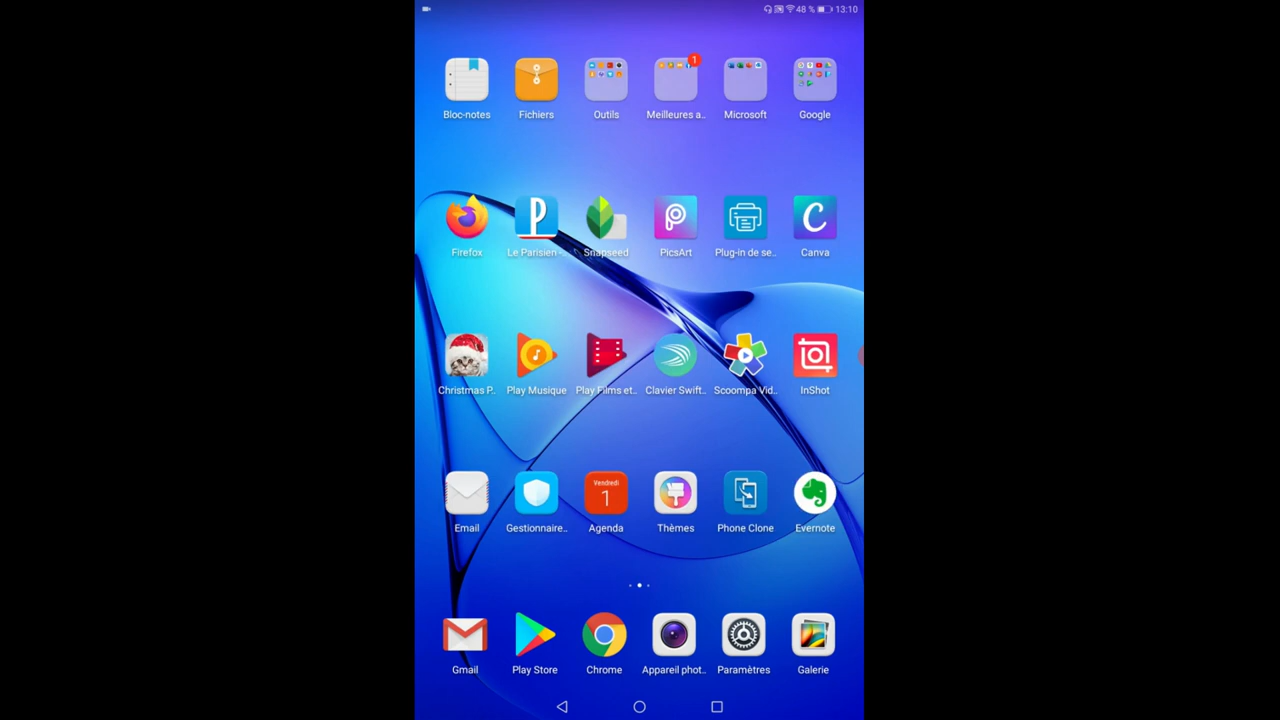 48 % 13:10
1
Bloc-notes Fichiers Outils Meilleures a.. Microsoft Google
Firefox Le Parisien -.. Snapseed PicsArt Plug-in de se.. Canva
Christmas P.. Play Musique Play Films et.. Clavier Swift.. Scoompa Vid.. InShot
Vendredi
1
Email Gestionnaire.. Agenda Thèmes Phone Clone Evernote
Gmail Play Store Chrome Appareil phot.. Paramètres Galerie